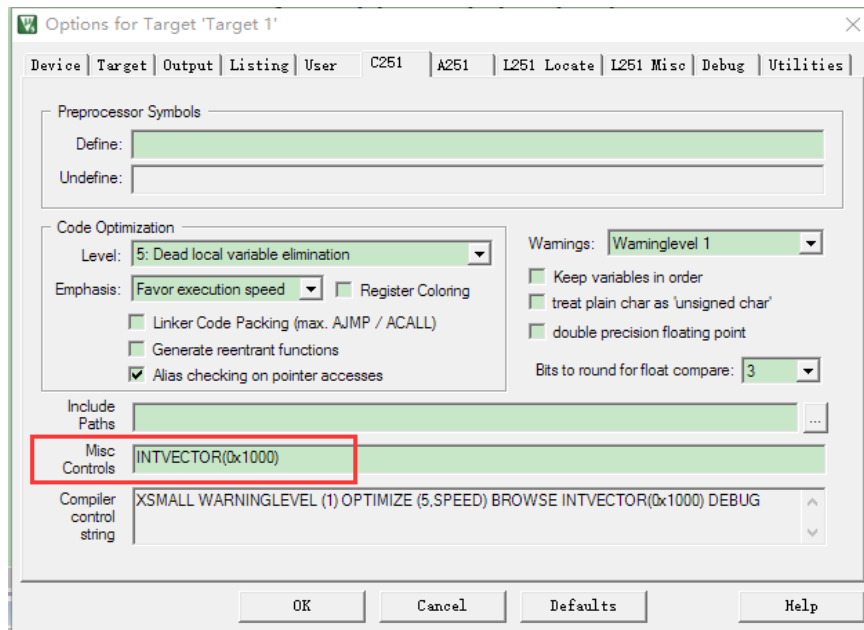 Options for Target 'Target 1'
Device Target Output Listing User C251 A251 L251 Locate L251 Misc Debug Utilities
Preprocessor Symbols
Define:
Undefine:
Code Optimization
Level: 5: Dead local variable elimination
Emphasis: Favor execution speed Register Coloring
Linker Code Packing (max. AJMP / ACALL)
Generate reentrant functions
Alias checking on pointer accesses
Warnings: Warninglevel 1
Keep variables in order
treat plain char as 'unsigned char'
double precision floating point
Bits to round for float compare: 3
Include
Paths
...
Misc
Controls
INTVECTOR(0x1000)
Compiler
control
string
XSMALL WARNINGLEVEL (1) OPTIMIZE (5,SPEED) BROWSE INTVECTOR(0x1000) DEBUG
OK Cancel Defaults Help